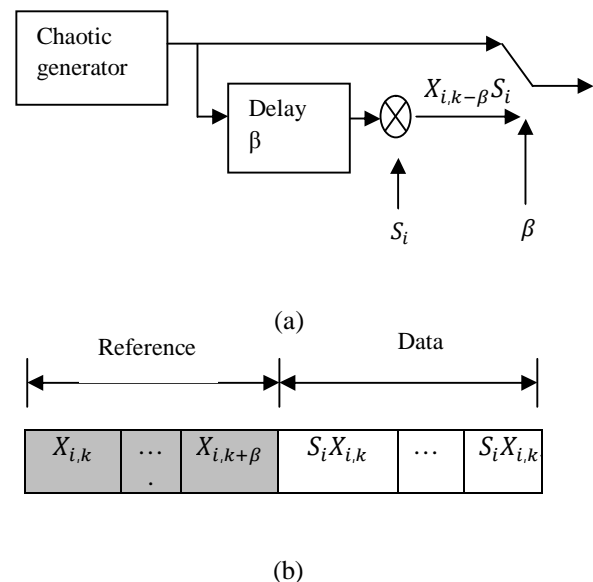 Chaotic
generator
Delay
β
X_{i,k−β}S_i
S_i
β
(a)
Reference
Data
X_{i,k}
…
.
X_{i,k+β}
S_iX_{i,k}
…
S_iX_{i,k
(b)